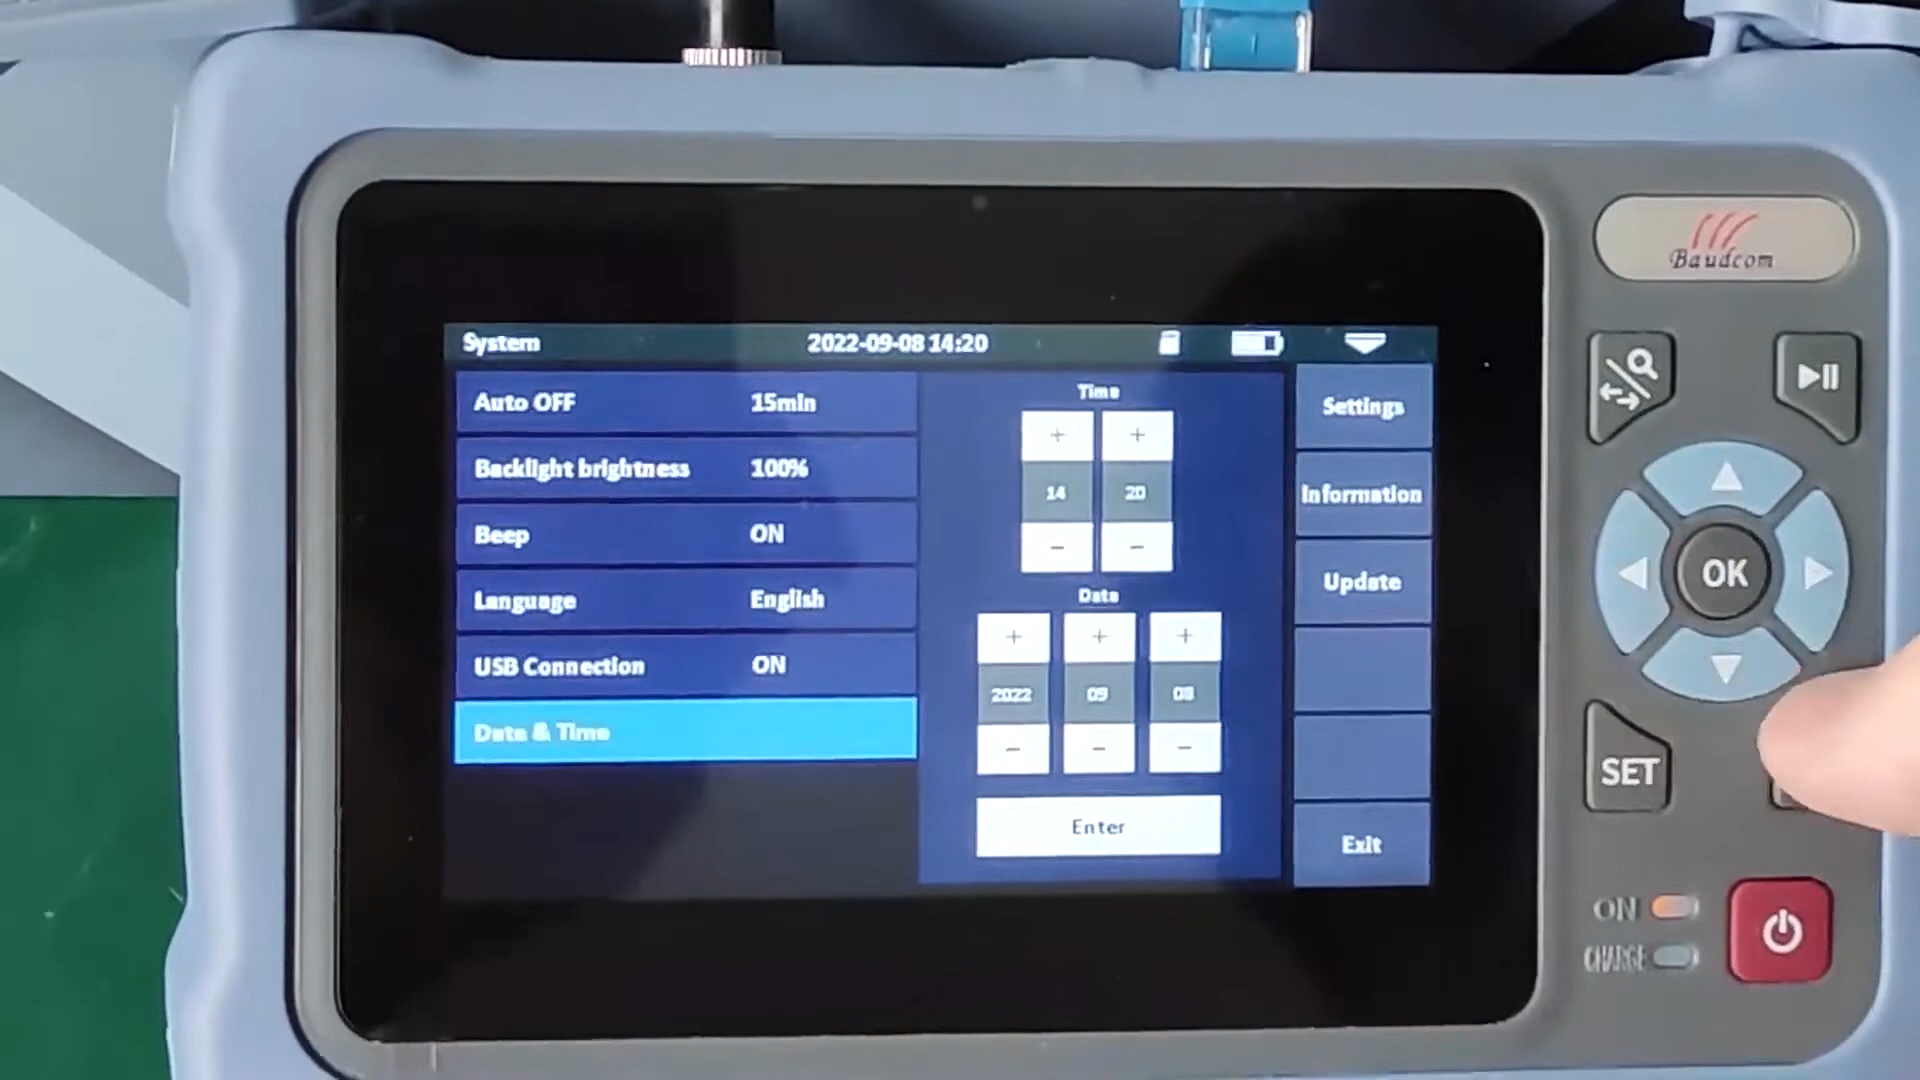 Baudcom
System 2022-09-08 14:20
Auto OFF 15min
Backlight brightness 100%
Beep ON
Language English
USB Connection ON
Date & Time
Time
+ +
14 20
- -
Date
+ + +
2022 09 08
- - -
Enter
Settings
Information
Update
Exit
OK
SET
ON
CHARGE